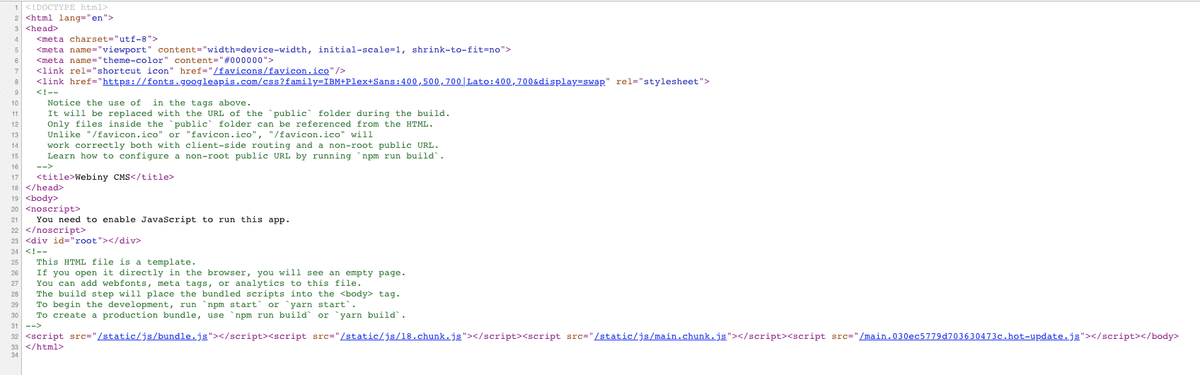 1 <!DOCTYPE html>
2 <html lang="en">
3 <head>
4 <meta charset="utf-8">
5 <meta name="viewport" content="width=device-width, initial-scale=1, shrink-to-fit=no">
6 <meta name="theme-color" content="#000000">
7 <link rel="shortcut icon" href="/favicons/favicon.ico"/>
8 <link href="https://fonts.googleapis.com/css?family=IBM+Plex+Sans:400,500,700|Lato:400,700&display=swap" rel="stylesheet">
9 <!--
10 Notice the use of  in the tags above.
11 It will be replaced with the URL of the `public` folder during the build.
12 Only files inside the `public` folder can be referenced from the HTML.
13 Unlike "/favicon.ico" or "favicon.ico", "/favicon.ico" will
14 work correctly both with client-side routing and a non-root public URL.
15 Learn how to configure a non-root public URL by running `npm run build`.
16 -->
17 <title>Webiny CMS</title>
18 </head>
19 <body>
20 <noscript>
21 You need to enable JavaScript to run this app.
22 </noscript>
23 <div id="root"></div>
24 <!--
25 This HTML file is a template.
26 If you open it directly in the browser, you will see an empty page.
27 You can add webfonts, meta tags, or analytics to this file.
28 The build step will place the bundled scripts into the <body> tag.
29 To begin the development, run `npm start` or `yarn start`.
30 To create a production bundle, use `npm run build` or `yarn build`.
31 -->
32 <script src="/static/js/bundle.js"></script><script src="/static/js/18.chunk.js"></script><script src="/static/js/main.chunk.js"></script><script src="/main.030ec5779d703630473c.hot-update.js"></script></body>
33 </html>
34